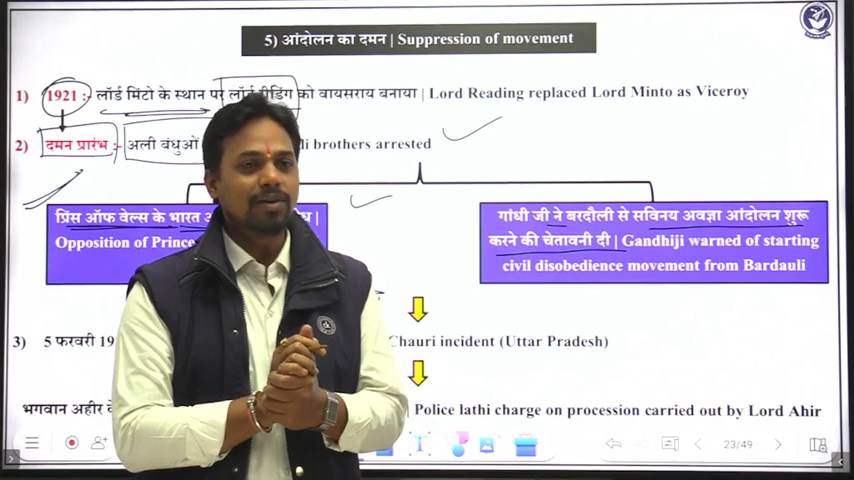 5) आंदोलन का दमन | Suppression of movement
1) 1921 :- लॉर्ड मिंटो के स्थान पर लॉर्ड रीडिंग को वायसराय बनाया | Lord Reading replaced Lord Minto as Viceroy
2) दमन प्रारंभ :- अली बंधुओं brothers arrested
प्रिंस ऑफ वेल्स के भारत |
Opposition of Prince
गांधी जी ने बरदौली से सविनय अवज्ञा आंदोलन शुरू
करने की चेतावनी दी | Gandhiji warned of starting
civil disobedience movement from Bardauli
3) 5 फरवरी Chauri incident (Uttar Pradesh)
भगवान अहीर | Police lathi charge on procession carried out by Lord Ahir
23/49